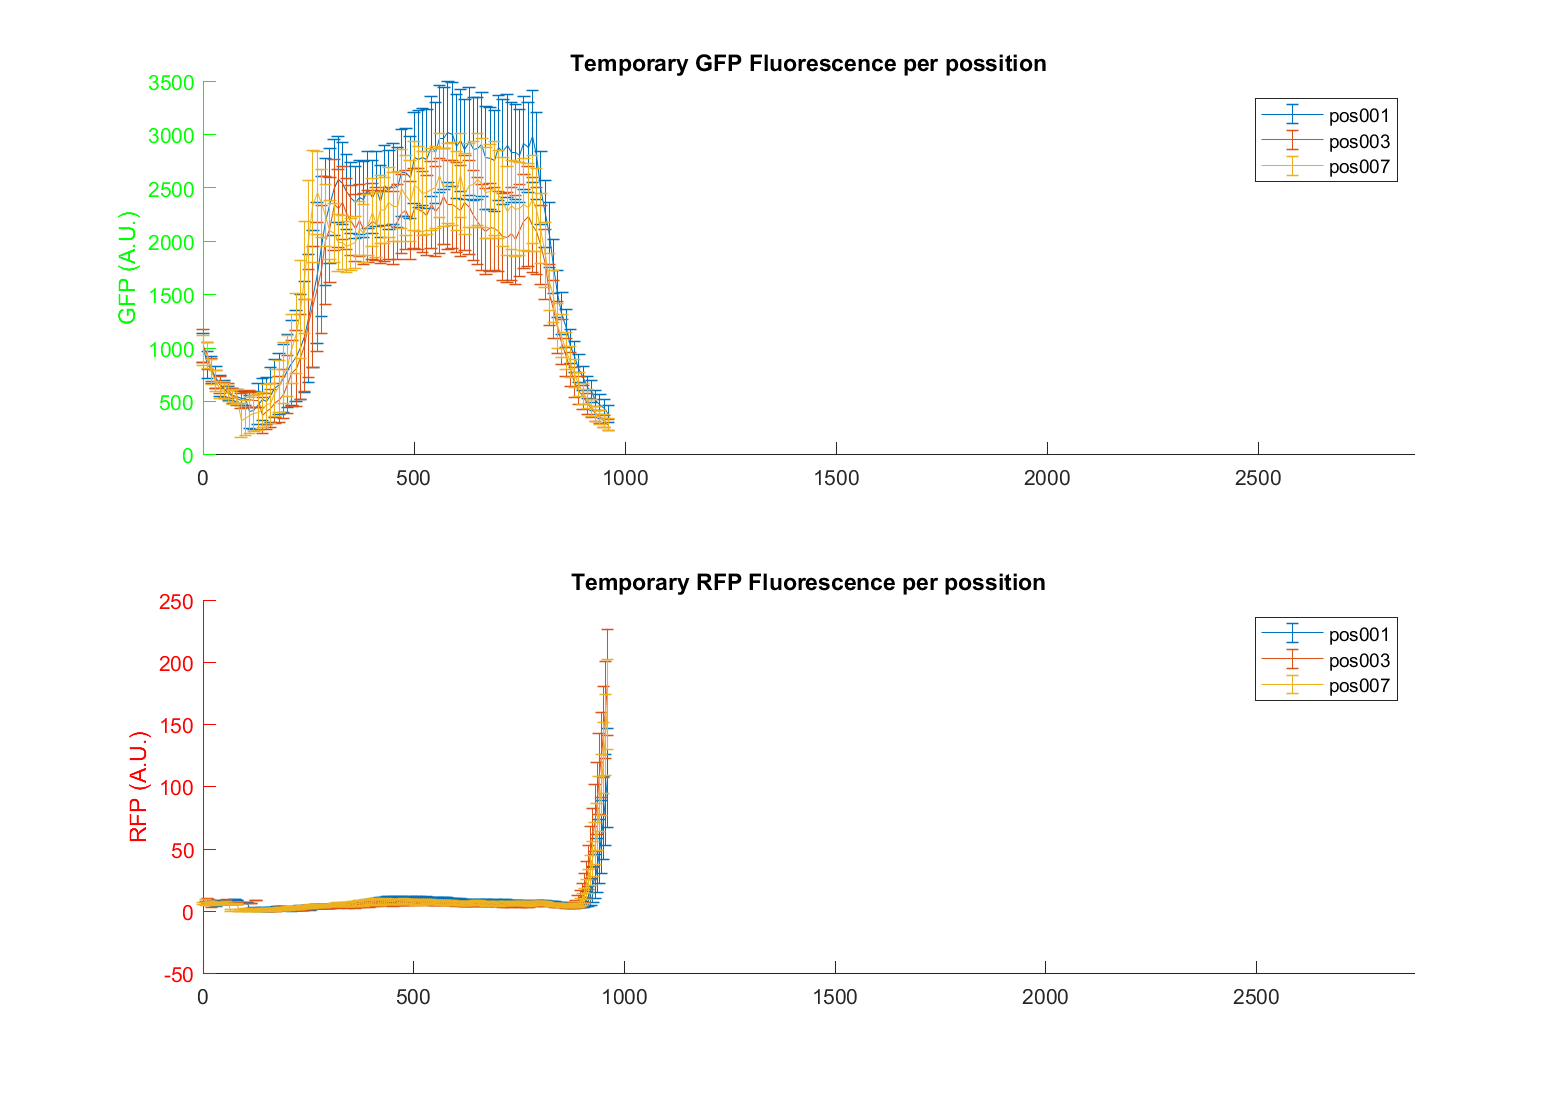 Temporary GFP Fluorescence per possition
GFP (A.U.)
3500
3000
2500
2000
1500
1000
500
0
0 500 1000 1500 2000 2500
pos001
pos003
pos007
Temporary RFP Fluorescence per possition
RFP (A.U.)
250
200
150
100
50
0
-50
0 500 1000 1500 2000 2500
pos001
pos003
pos007